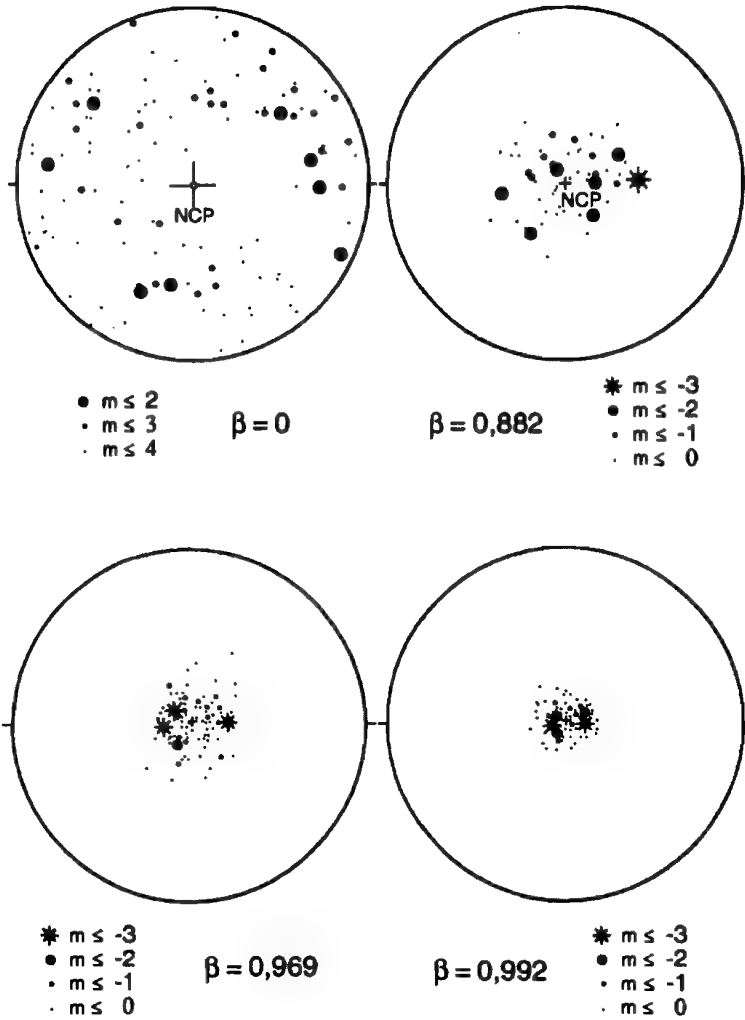 NCP
NCP
m ≤ 2
m ≤ 3
m ≤ 4
β = 0
β = 0,882
m ≤ -3
m ≤ -2
m ≤ -1
m ≤ 0
m ≤ -3
m ≤ -2
m ≤ -1
m ≤ 0
β = 0,969
β = 0,992
m ≤ -3
m ≤ -2
m ≤ -1
m ≤ 0